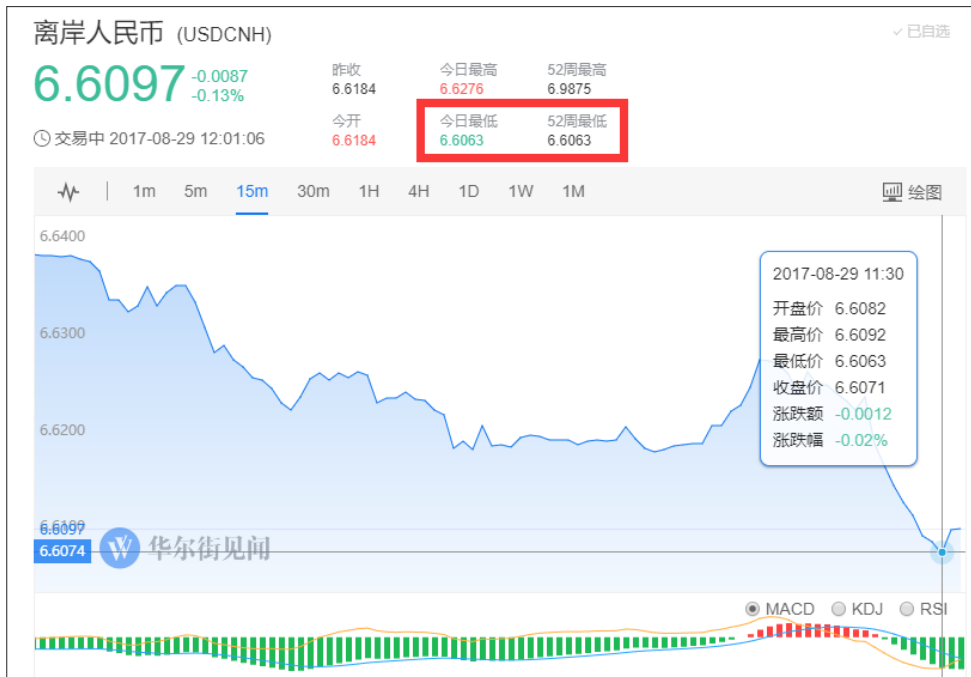 离岸人民币 (USDCNH)
已自选
6.6097 -0.0087
-0.13%
昨收 今日最高 52周最高
6.6184 6.6276 6.9875
今开 今日最低 52周最低
6.6184 6.6063 6.6063
交易中 2017-08-29 12:01:06
1m 5m 15m 30m 1H 4H 1D 1W 1M 绘图
6.6400
2017-08-29 11:30
开盘价 6.6082
6.6300
最高价 6.6092
最低价 6.6063
收盘价 6.6071
涨跌额 -0.0012
6.6200
涨跌幅 -0.02%
6.6097
6.6074
华尔街见闻
MACD KDJ RSI